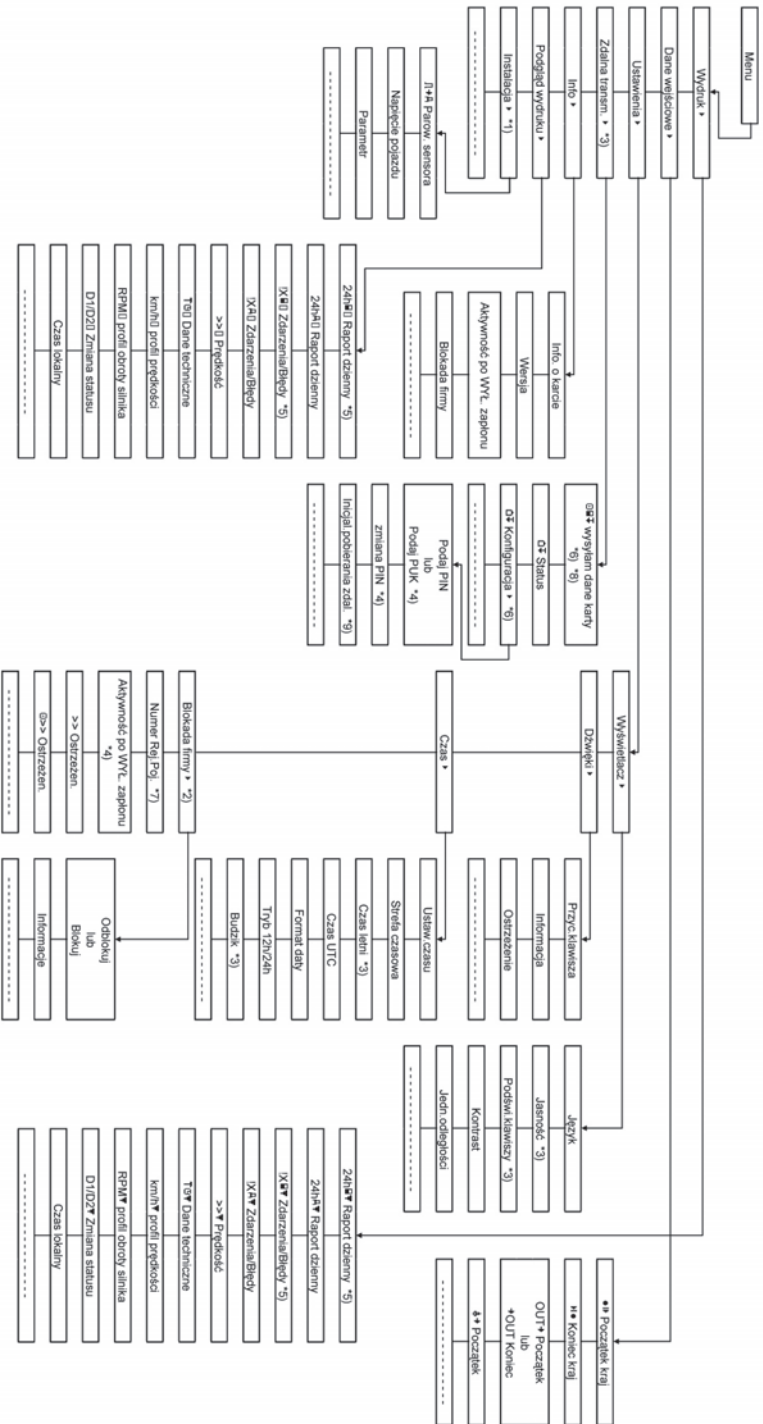 Menu
Wydruk
Dane wejściowe
Ustawienia
Zdalna transm. *3)
Info
Podgląd wydruku
Instalacja *1)
Parow. sensora
Napięcie pojazdu
Parametr
24h Raport dzienny *5)
24h Raport dzienny
!X Zdarzenia/Błędy *5)
!X Zdarzenia/Błędy
>> Prędkość
Dane techniczne
km/h profil prędkości
RPM profil obroty silnika
D1/D2 Zmiana statusu
Czas lokalny
Info. o karcie
Wersja
Aktywność po WYŁ. zapłonu
Blokada firmy
wysyłam dane karty
*6) *8)
Status
Konfiguracja *6)
Podaj PIN
lub
Podaj PUK *4)
zmiana PIN *4)
Inicjal.pobierania zdal. *9)
Wyświetlacz
Dźwięki
Czas
Blokada firmy *2)
Numer Rej.Poj. *7)
Aktywność po WYŁ. zapłonu
*4)
>> Ostrzeżen.
>> Ostrzeżen.
Przyc.klawisza
Informacja
Ostrzeżenie
Ustaw.czasu
Strefa czasowa
Czas letni *3)
Czas UTC
Format daty
Tryb 12h/24h
Budzik *3)
Odblokuj
lub
Blokuj
Informacje
Język
Jasność *3)
Podświ.klawiszy *3)
Kontrast
Jedn.odległości
24h▼ Raport dzienny *5)
24h▼ Raport dzienny
!X▼ Zdarzenia/Błędy *5)
!X▼ Zdarzenia/Błędy
>>▼ Prędkość
▼ Dane techniczne
km/h▼ profil prędkości
RPM▼ profil obroty silnika
D1/D2▼ Zmiana statusu
Czas lokalny
Początek kraj
Koniec kraj
OUT Początek
lub
OUT Koniec
Początek